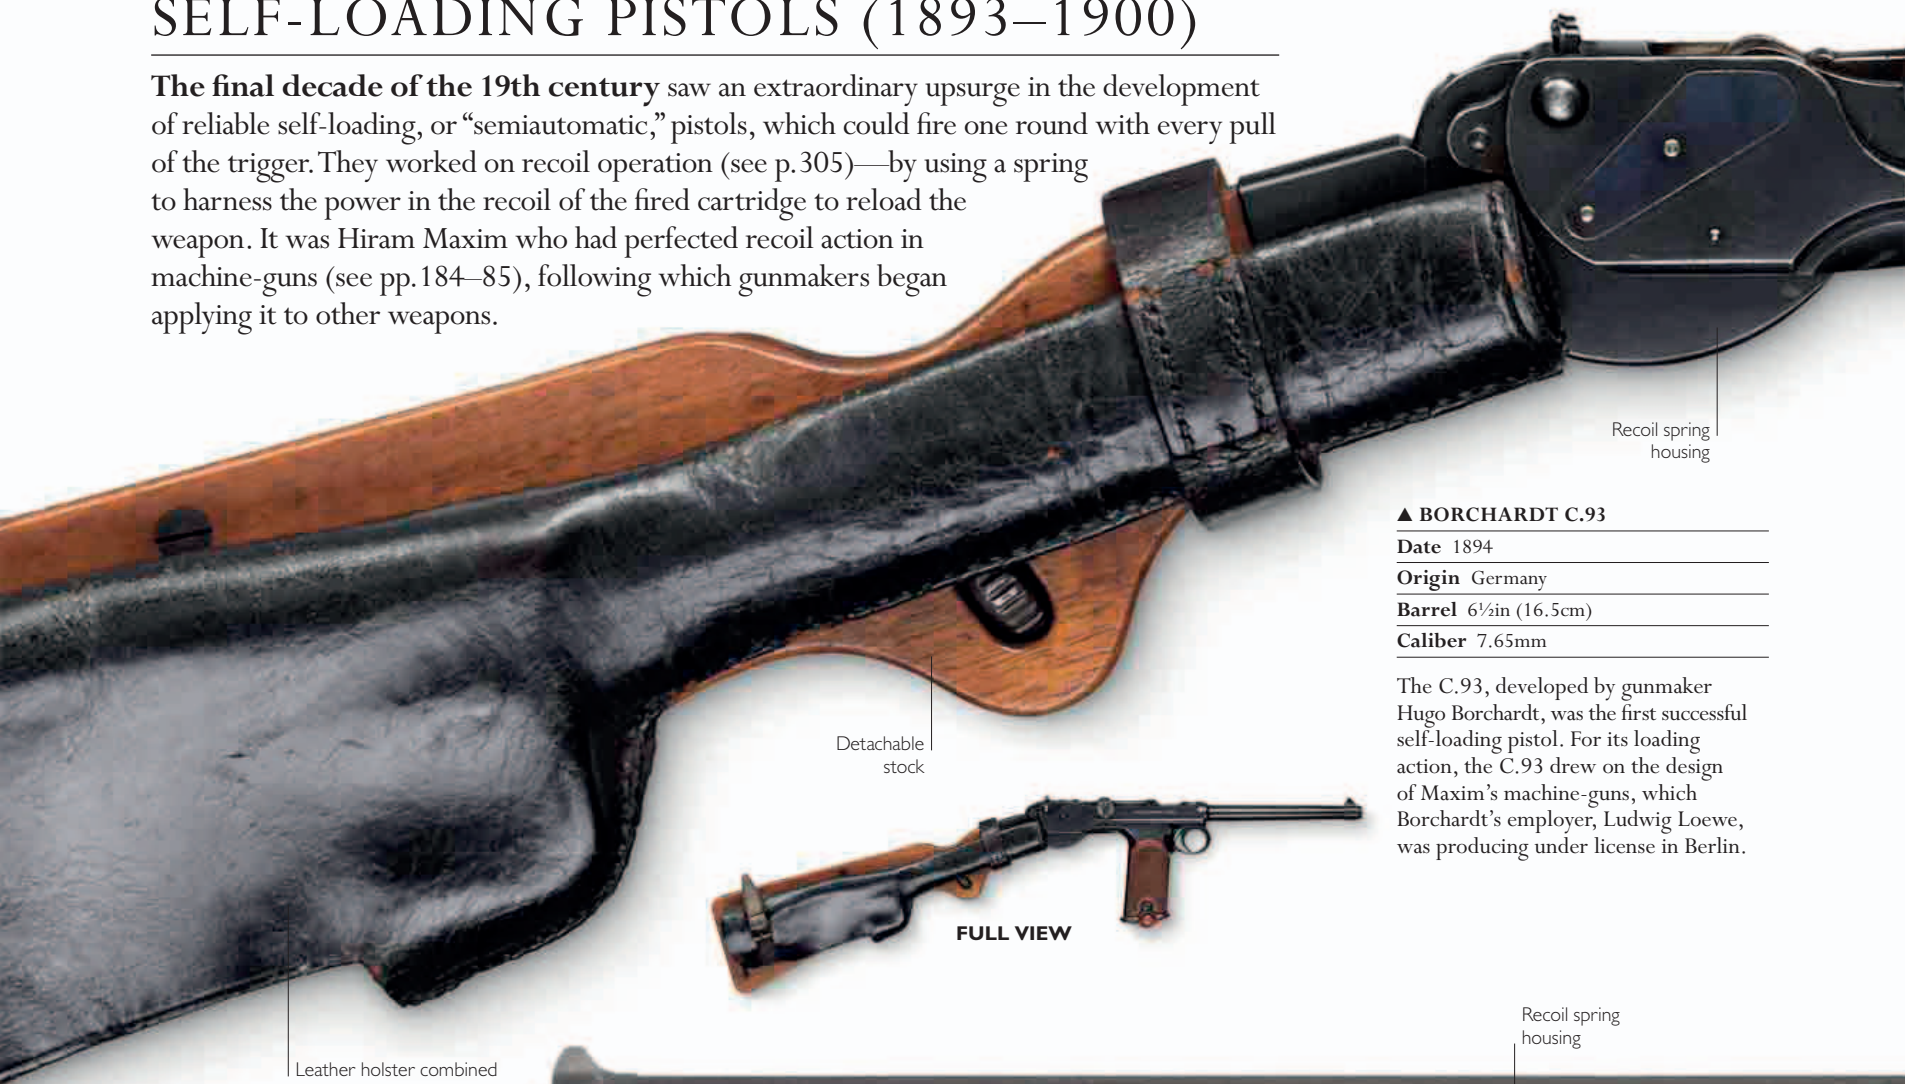 SELF-LOADING PISTOLS (1893–1900)
The final decade of the 19th century saw an extraordinary upsurge in the development
of reliable self-loading, or “semiautomatic,” pistols, which could fire one round with every pull
of the trigger. They worked on recoil operation (see p.305)—by using a spring
to harness the power in the recoil of the fired cartridge to reload the
weapon. It was Hiram Maxim who had perfected recoil action in
machine-guns (see pp.184–85), following which gunmakers began
applying it to other weapons.
Recoil spring
housing
▲ BORCHARDT C.93
Date 1894
Origin Germany
Barrel 6½in (16.5cm)
Caliber 7.65mm
The C.93, developed by gunmaker
Hugo Borchardt, was the first successful
self-loading pistol. For its loading
action, the C.93 drew on the design
of Maxim’s machine-guns, which
Borchardt’s employer, Ludwig Loewe,
was producing under license in Berlin.
Detachable
stock
FULL VIEW
Recoil spring
housing
Leather holster combined